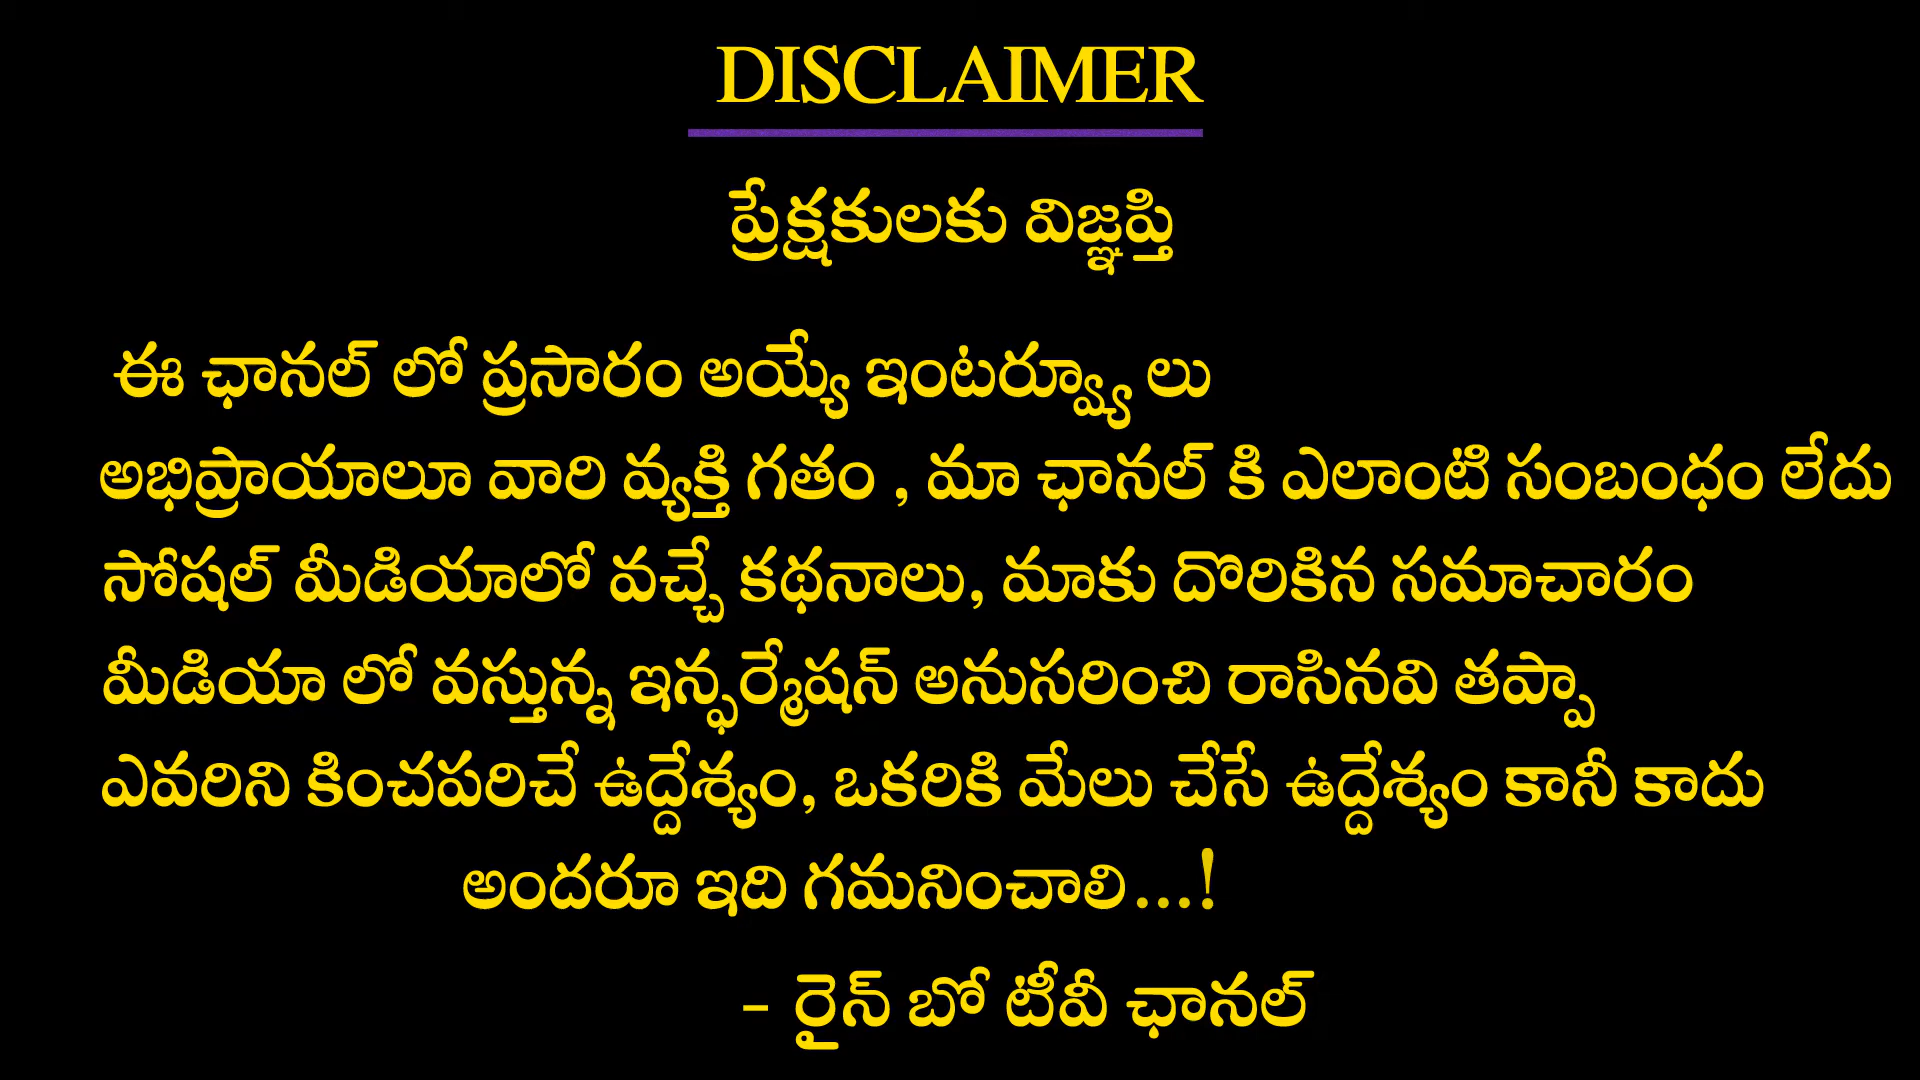 DISCLAIMER
ప్రేక్షకులకు విజ్ఞప్తి
ఈ ఛానల్ లో ప్రసారం అయ్యే ఇంటర్వ్యూ లు
అభిప్రాయాలూ వారి వ్యక్తి గతం , మా ఛానల్ కి ఎలాంటి సంబంధం లేదు
సోషల్ మీడియాలో వచ్చే కథనాలు, మాకు దొరికిన సమాచారం
మీడియా లో వస్తున్న ఇన్ఫర్మేషన్ అనుసరించి రాసినవి తప్పా
ఎవరిని కించపరిచే ఉద్దేశ్యం, ఒకరికి మేలు చేసే ఉద్దేశ్యం కానీ కాదు
అందరూ ఇది గమనించాలి...!
- రైన్ బో టీవీ ఛానల్